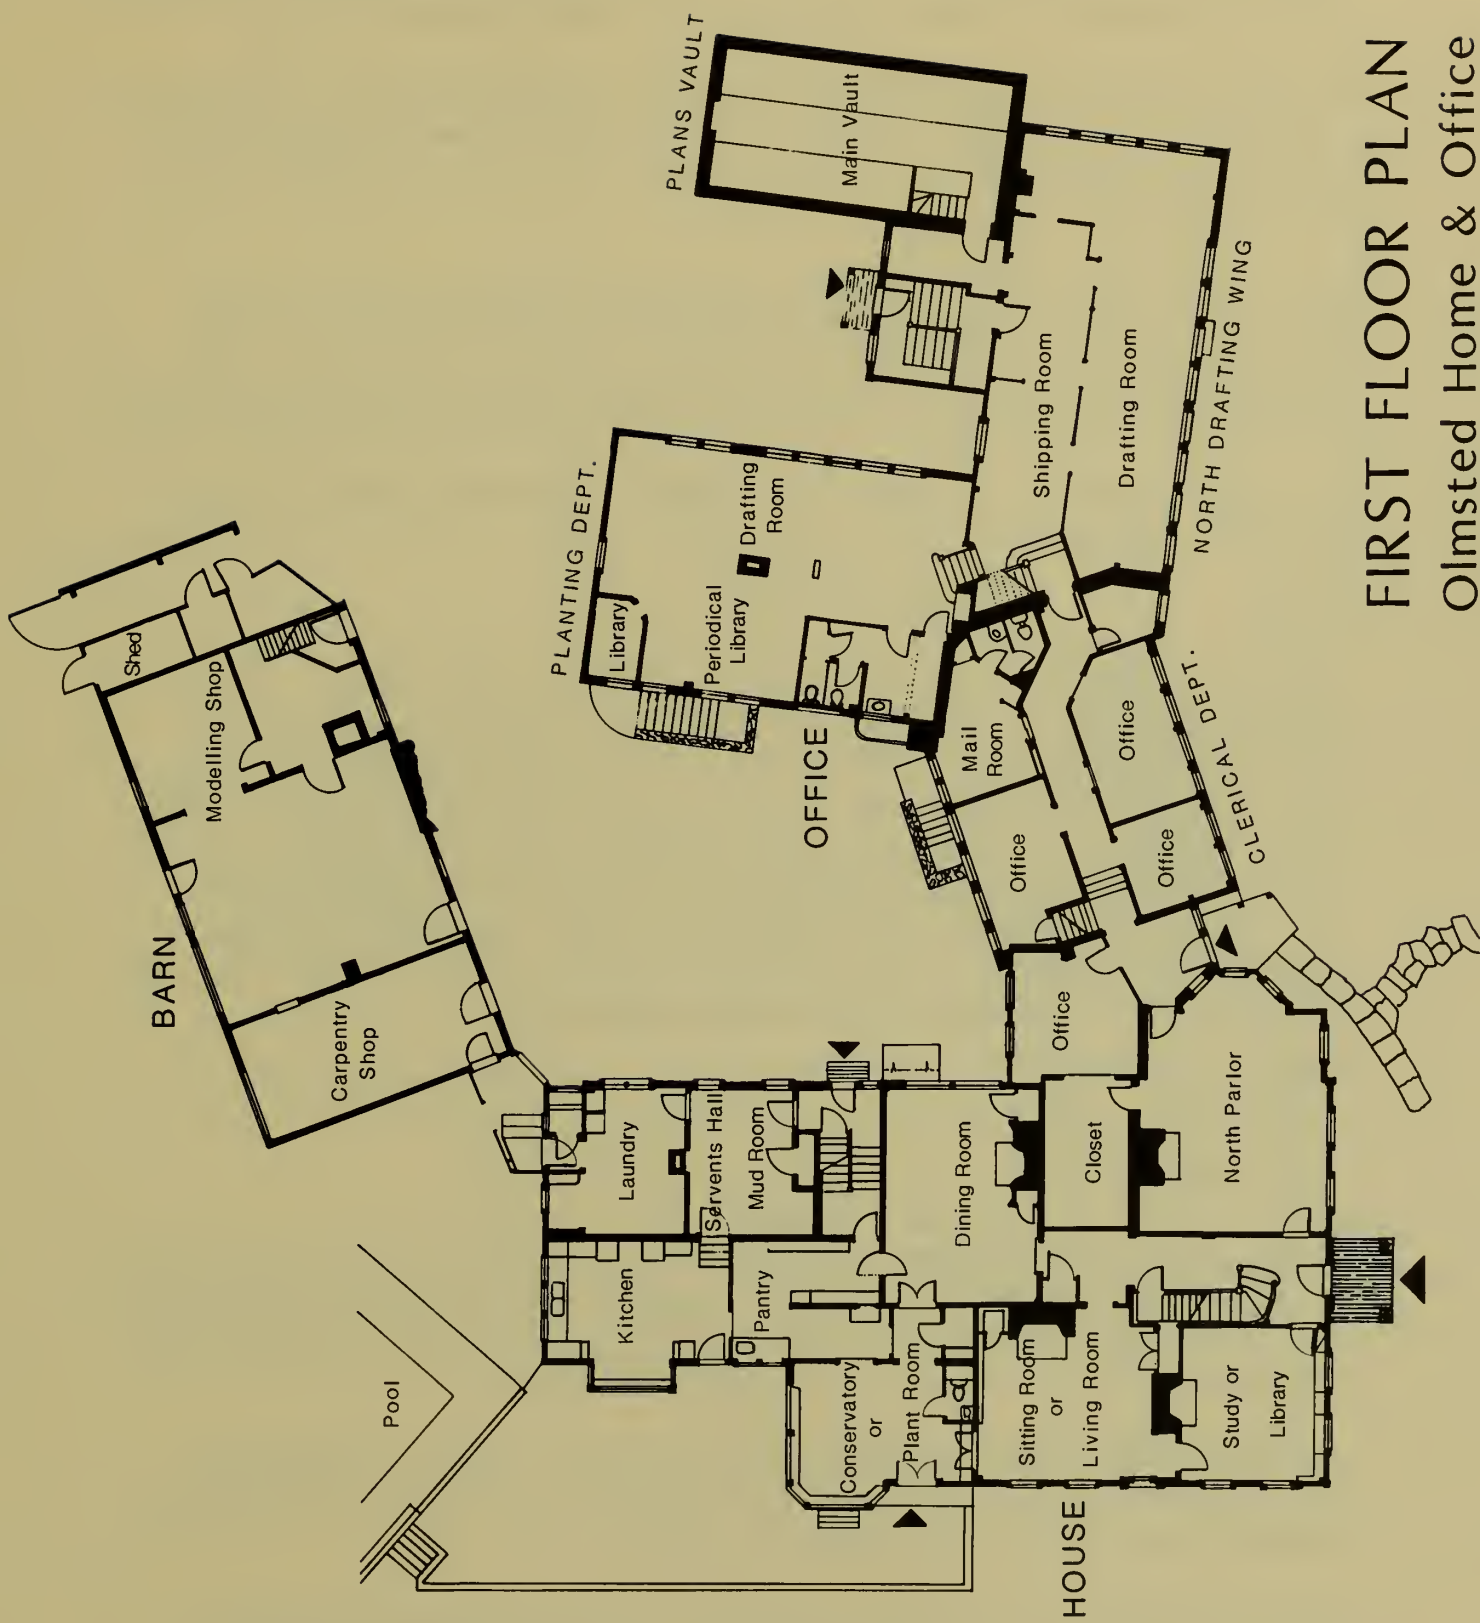 FIRST FLOOR PLAN
Olmsted Home & Office
PLANS VAULT
Main Vault
PLANTING DEPT.
Library
Periodical
Library
Drafting
Room
Shipping Room
Drafting Room
NORTH DRAFTING WING
OFFICE
Mail
Room
Office
Office
Office
CLERICAL DEPT.
Office
BARN
Shed
Modelling Shop
Carpentry
Shop
Laundry
Servents Hall
Mud Room
Kitchen
Pantry
Dining Room
Closet
North Parlor
Pool
Conservatory
or
Plant Room
Sitting Room
or
Living Room
Study or
Library
HOUSE